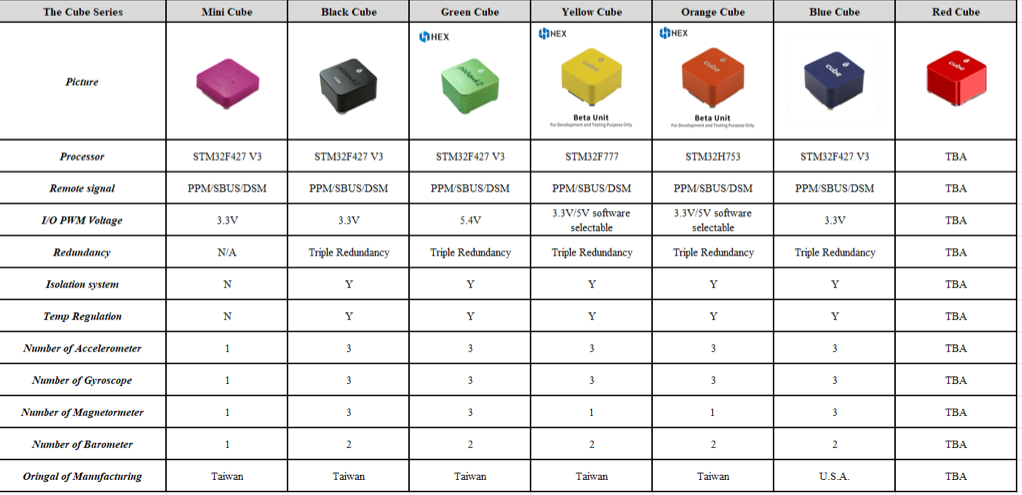 The Cube Series Mini Cube Black Cube Green Cube Yellow Cube Orange Cube Blue Cube Red Cube
HEX HEX HEX
Picture
cube cube cube cube
Beta Unit Beta Unit
For Development and Testing Purpose Only For Development and Testing Purpose Only
Processor STM32F427 V3 STM32F427 V3 STM32F427 V3 STM32F777 STM32H753 STM32F427 V3 TBA
Remote signal PPM/SBUS/DSM PPM/SBUS/DSM PPM/SBUS/DSM PPM/SBUS/DSM PPM/SBUS/DSM PPM/SBUS/DSM TBA
I/O PWM Voltage 3.3V 3.3V 5.4V 3.3V/5V software selectable 3.3V/5V software selectable 3.3V TBA
Redundancy N/A Triple Redundancy Triple Redundancy Triple Redundancy Triple Redundancy Triple Redundancy TBA
Isolation system N Y Y Y Y Y TBA
Temp Regulation N Y Y Y Y Y TBA
Number of Accelerometer 1 3 3 3 3 3 TBA
Number of Gyroscope 1 3 3 3 3 3 TBA
Number of Magnetormeter 1 3 3 1 1 3 TBA
Number of Barometer 1 2 2 2 2 2 TBA
Oringal of Manufacturing Taiwan Taiwan Taiwan Taiwan Taiwan U.S.A. TBA